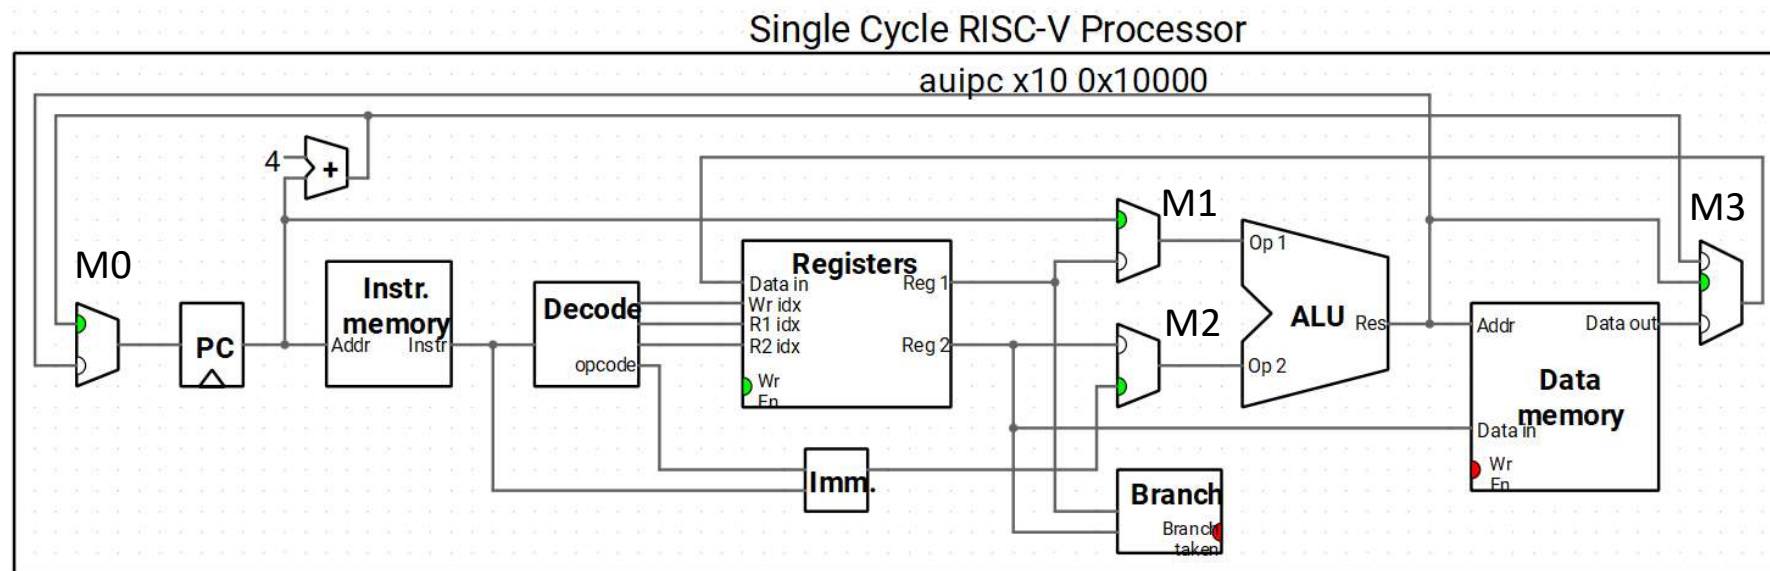 Single Cycle RISC-V Processor
auipc x10 0x10000
4
+
M0
M1
M2
M3
PC
Instr.
memory
Addr
Instr
Decode
opcode
Registers
Data in
Wr idx
R1 idx
R2 idx
Wr
En
Reg 1
Reg 2
Imm.
Op 1
Op 2
ALU
Res
Branch
Branch
taken
Addr
Data out
Data
memory
Data in
Wr
En